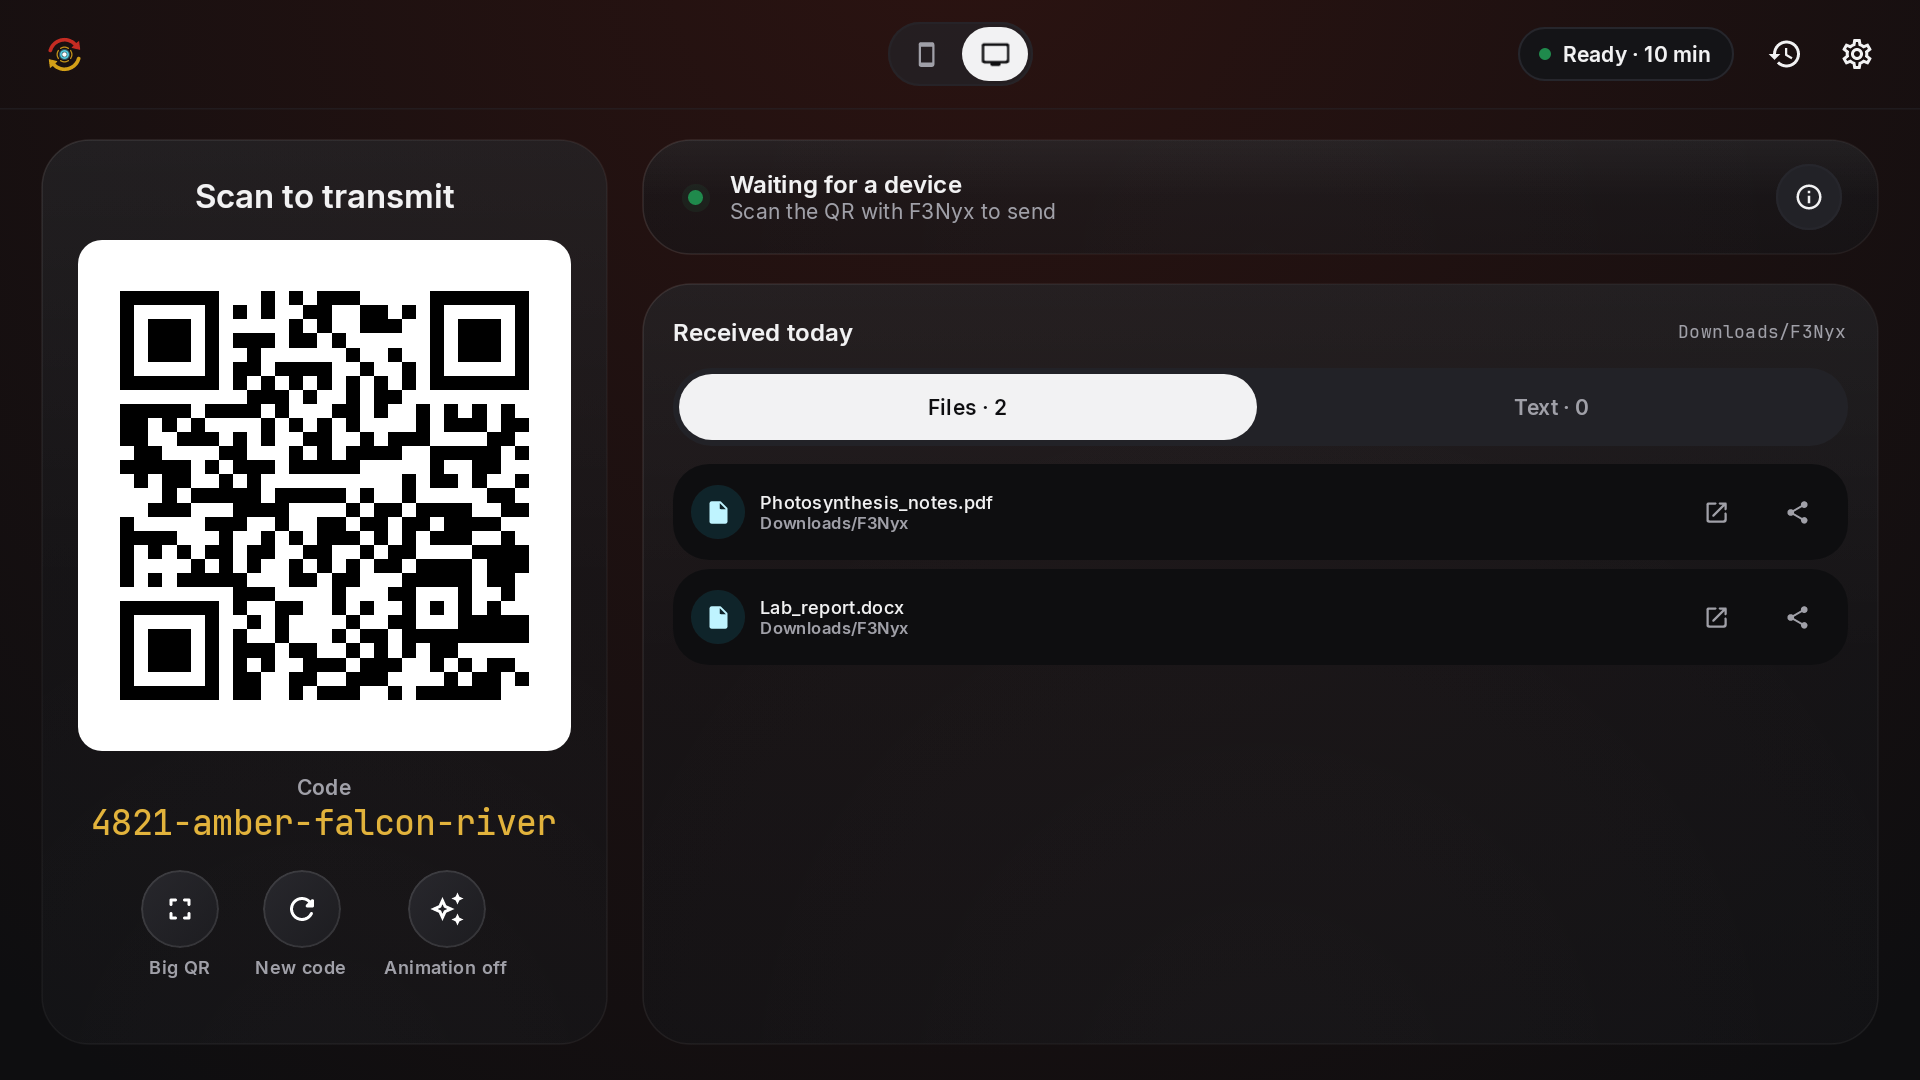 Ready · 10 min
Scan to transmit
Code
4821-amber-falcon-river
Big QR
New code
Animation off
Waiting for a device
Scan the QR with F3Nyx to send
Received today
Downloads/F3Nyx
Files · 2
Text · 0
Photosynthesis_notes.pdf
Downloads/F3Nyx
Lab_report.docx
Downloads/F3Nyx